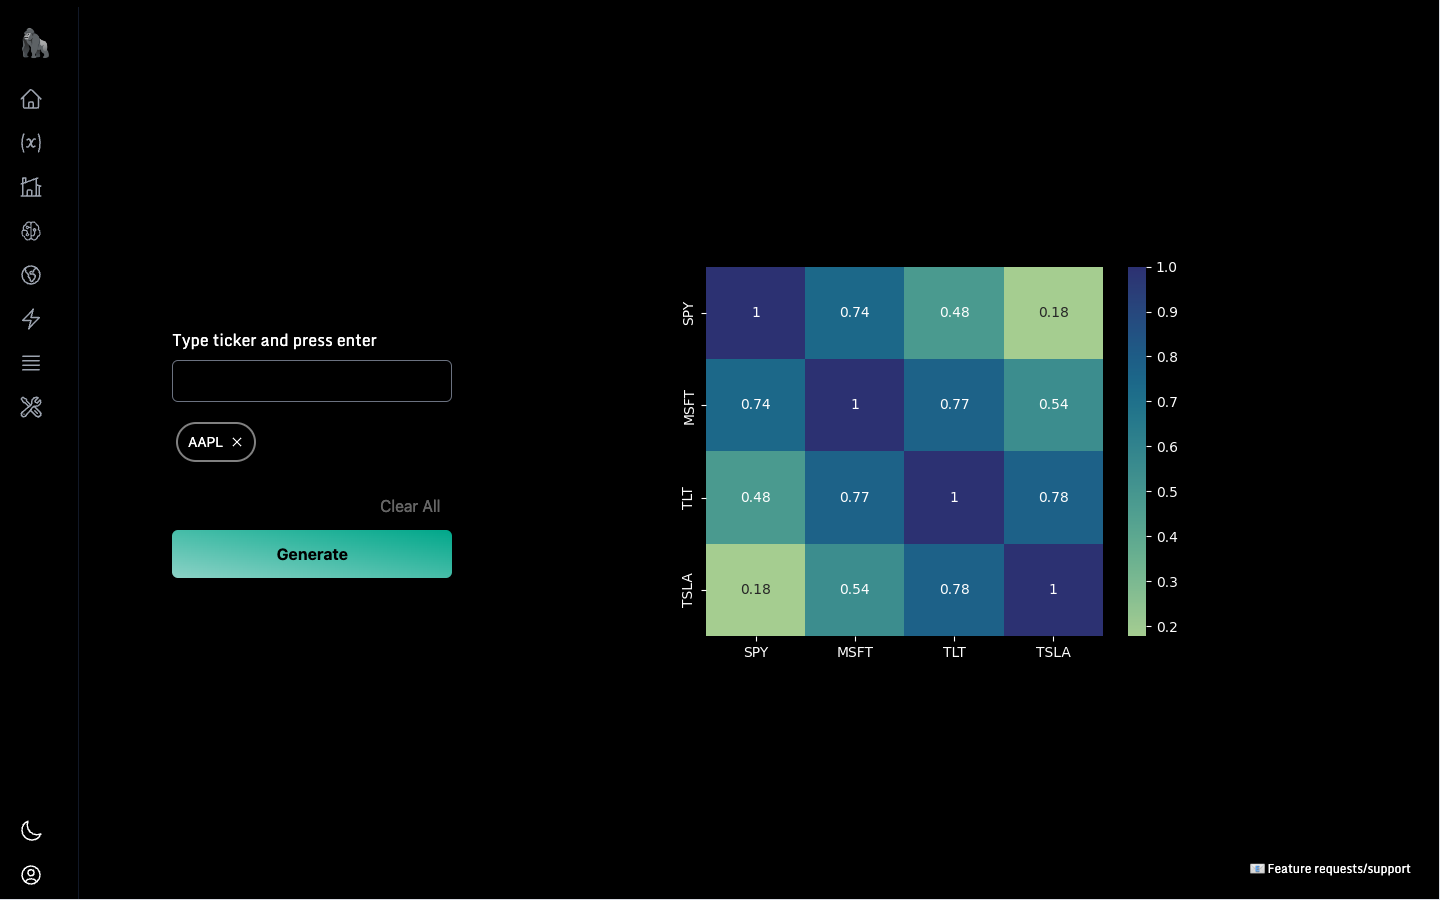 Type ticker and press enter
AAPL
Clear All
Generate
SPY 1 0.74 0.48 0.18
MSFT 0.74 1 0.77 0.54
TLT 0.48 0.77 1 0.78
TSLA 0.18 0.54 0.78 1
SPY MSFT TLT TSLA
1.0
0.9
0.8
0.7
0.6
0.5
0.4
0.3
0.2
(x)
Feature requests/support